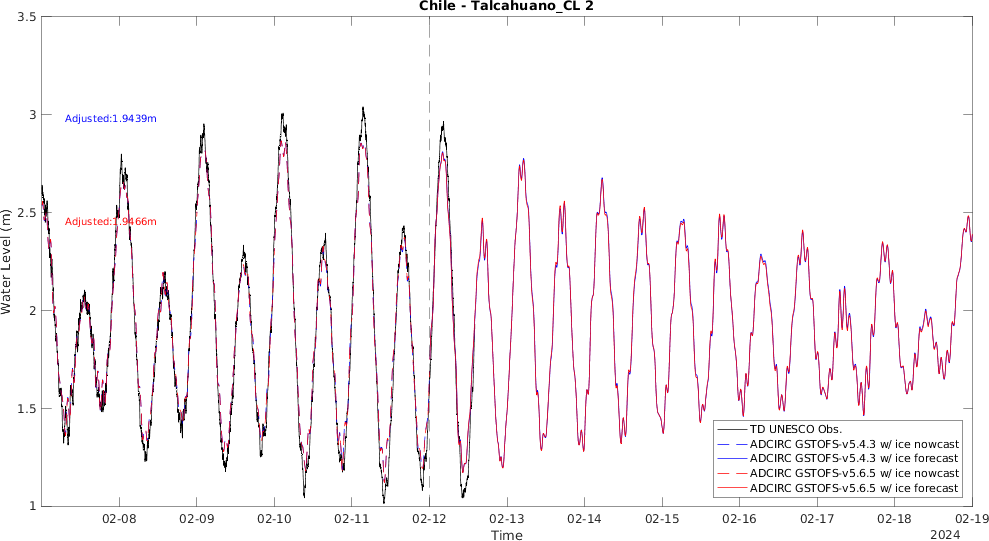 Chile - Talcahuano_CL 2
3.5
3
2.5
2
1.5
1
Water Level (m)
Adjusted:1.9439m
Adjusted:1.9466m
TD UNESCO Obs.
ADCIRC GSTOFS-v5.4.3 w/ ice nowcast
ADCIRC GSTOFS-v5.4.3 w/ ice forecast
ADCIRC GSTOFS-v5.6.5 w/ ice nowcast
ADCIRC GSTOFS-v5.6.5 w/ ice forecast
02-08 02-09 02-10 02-11 02-12 02-13 02-14 02-15 02-16 02-17 02-18 02-19
Time
2024